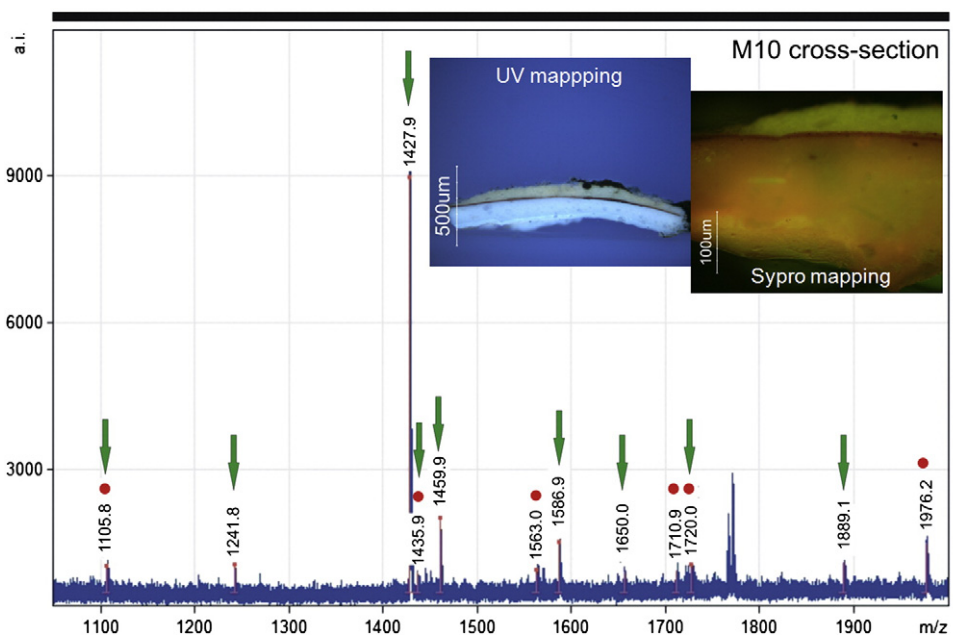 a.i.
M10 cross-section
UV mappping
500um
100um
Sypro mapping
9000
6000
3000
1105.8
1241.8
1427.9
1435.9
1459.9
1563.0
1586.9
1650.0
1710.9
1720.0
1889.1
1976.2
1100 1200 1300 1400 1500 1600 1700 1800 1900 m/z